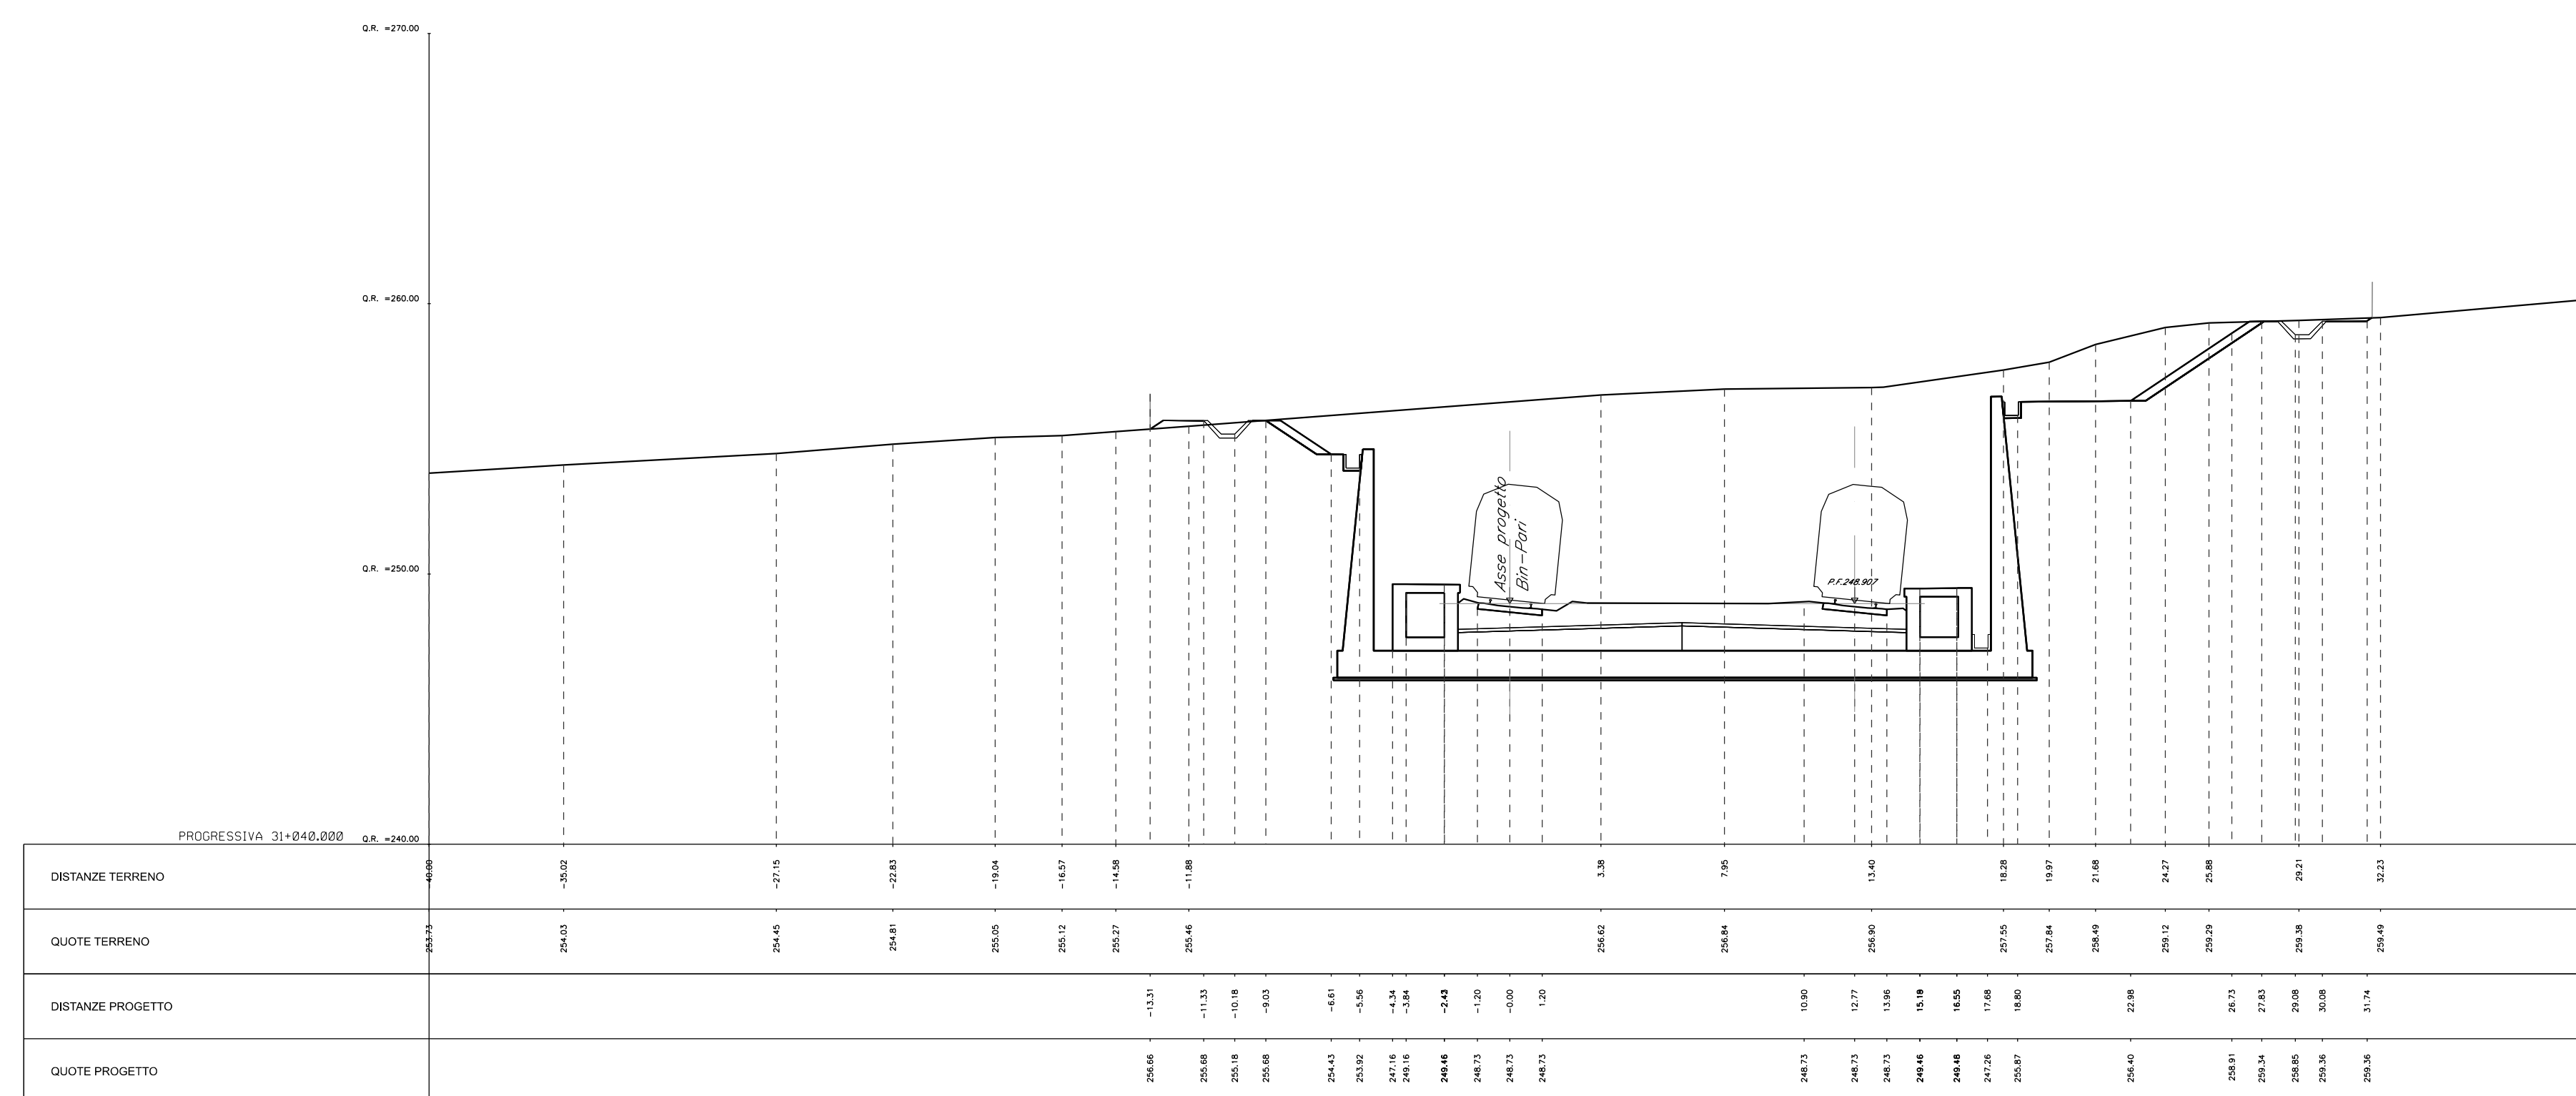 Q.R. =270.00
Q.R. =260.00
Asse progetto
Bin-Pari
P.F.248.907
Q.R. =250.00
PROGRESSIVA 31+040.000
Q.R. =240.00
DISTANZE TERRENO -40.00 -35.02 -27.15 -22.83 -19.04 -16.57 -14.58 -11.88 3.38 7.95 13.40 18.28 19.97 21.68 24.27 25.88 29.21 32.23
QUOTE TERRENO 253.73 254.03 254.45 254.81 255.05 255.12 255.27 255.46 256.62 256.84 256.90 257.55 257.84 258.49 259.12 259.29 259.38 259.49
DISTANZE PROGETTO -13.31 -11.33 -10.18 -9.03 -6.61 -5.56 -4.34 -3.84 -1.20 -0.00 1.20 10.90 12.77 13.96 16.55 17.68 18.80 22.98 26.73 27.83 29.08 30.08 31.74
QUOTE PROGETTO 256.66 255.68 255.18 255.68 254.43 253.92 247.16 249.16 249.46 248.73 248.73 248.73 248.73 248.73 248.73 249.46 249.48 247.26 255.87 256.40 258.91 259.34 258.85 259.36 259.36